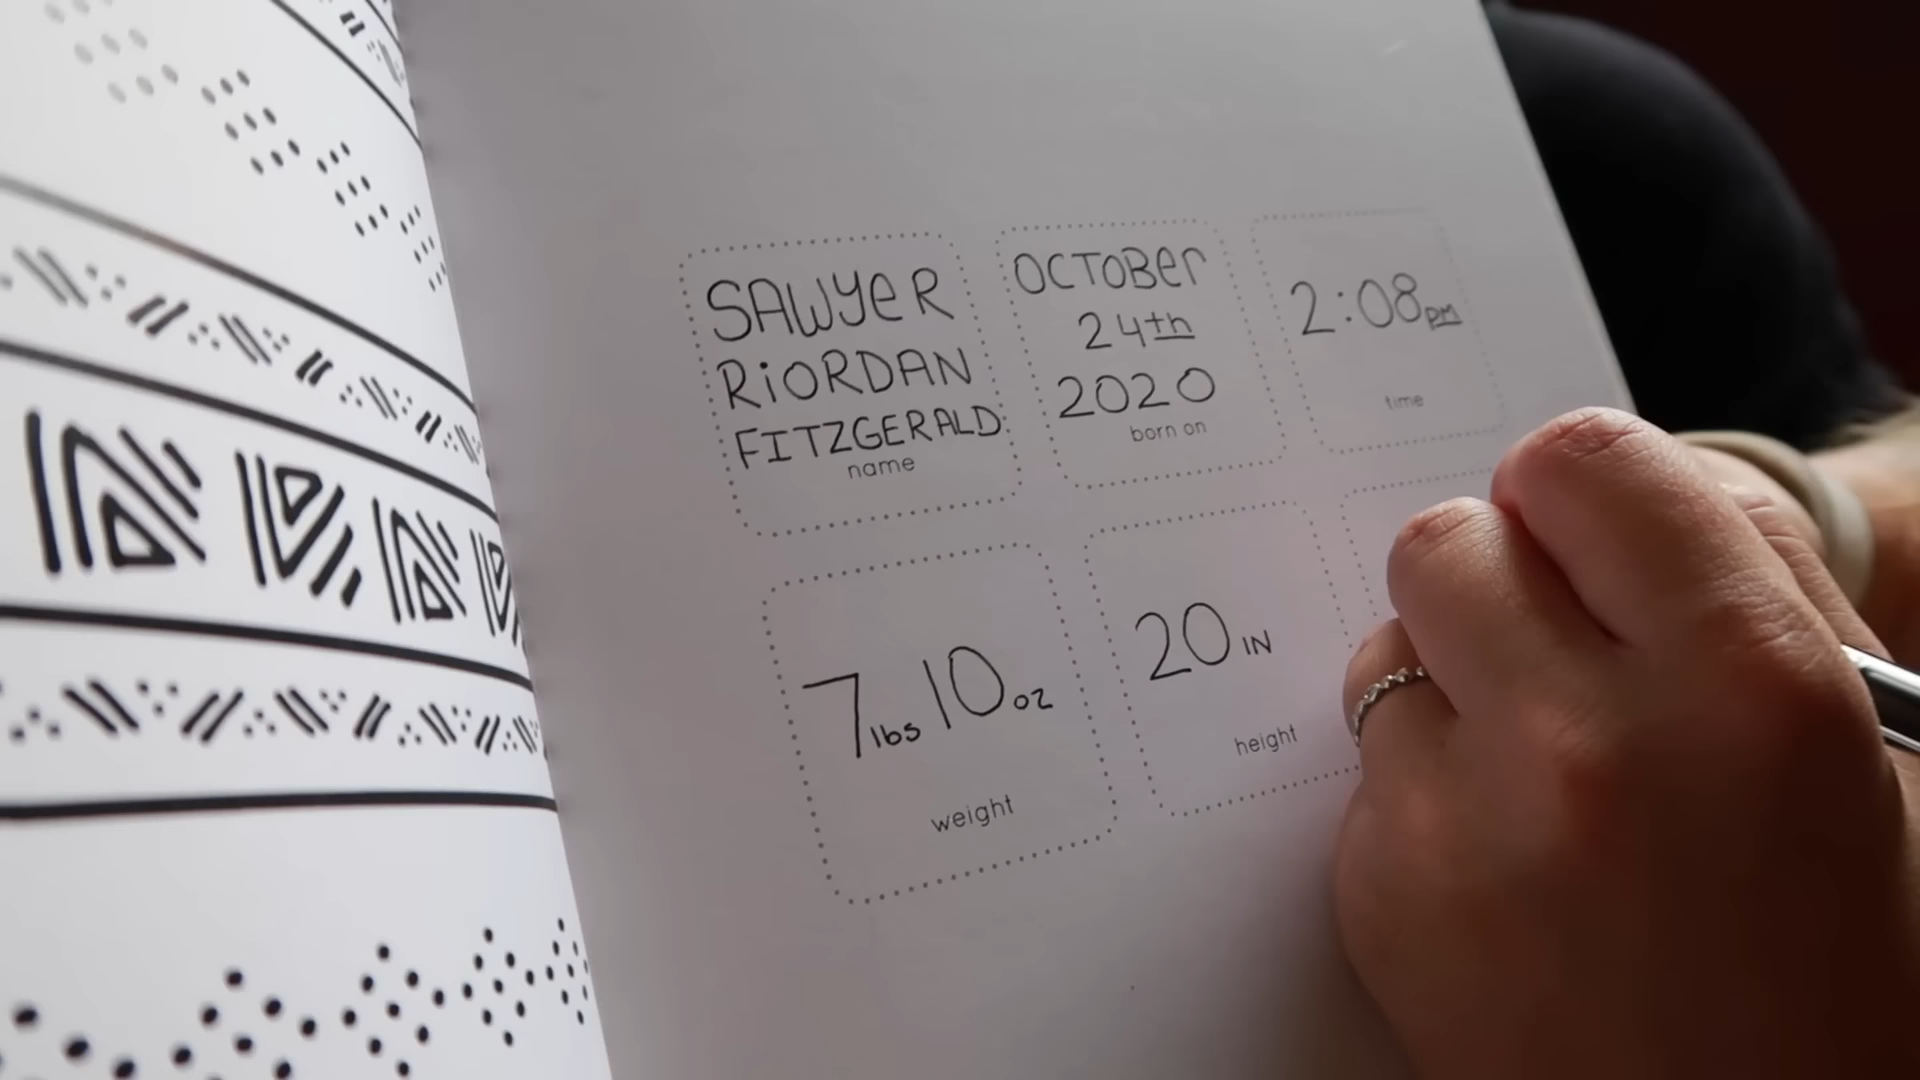 SAWYeR
RiORDAN
FITZGERALD
name
OCTOBer
24th
2020
born on
2:08pm
time
7lbs 10oz
weight
20 IN
height